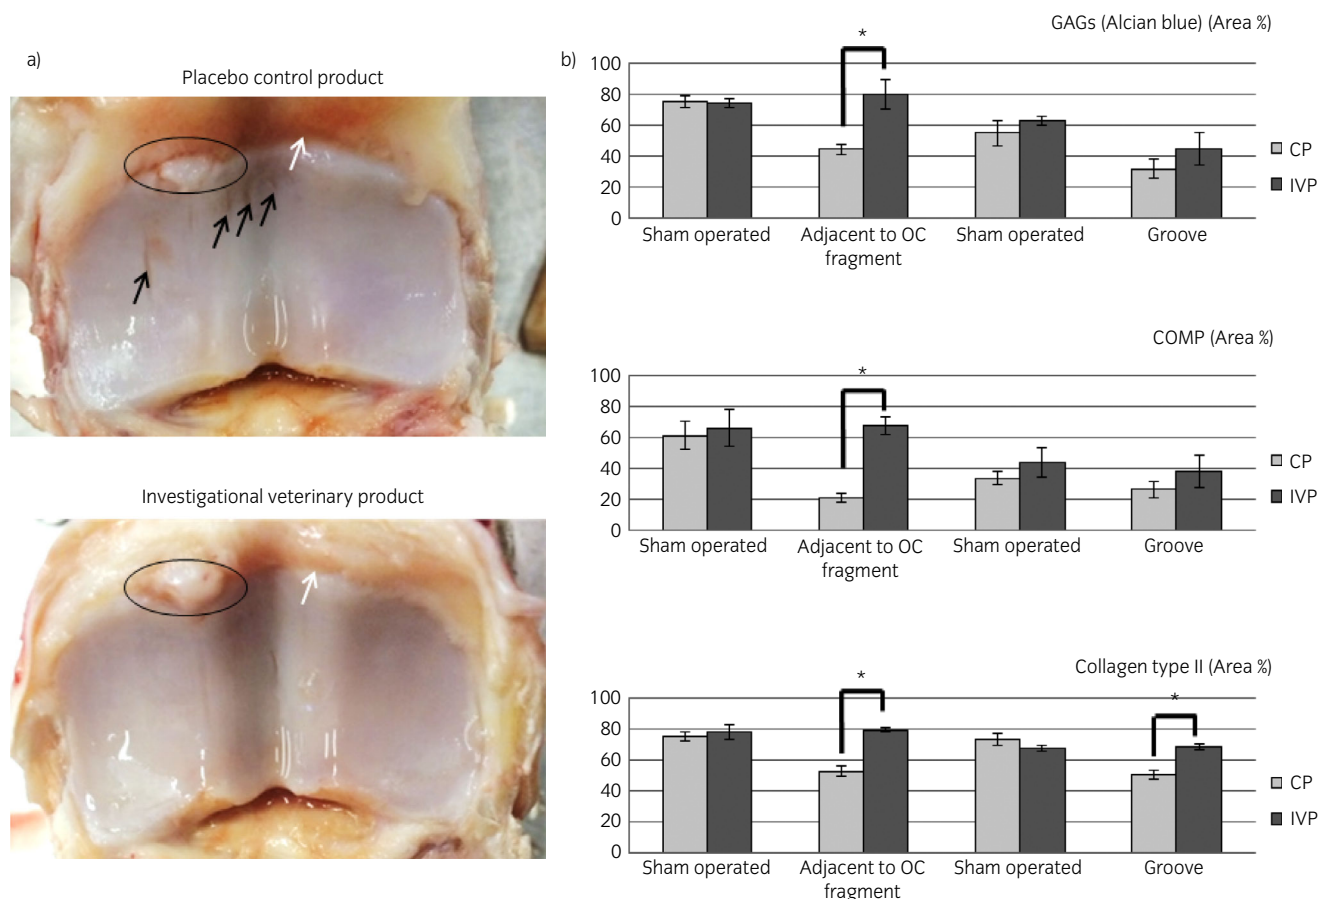 a)
Placebo control product
Investigational veterinary product
b)
GAGs (Alcian blue) (Area %)
*
100
80
60
40
20
0
CP
IVP
Sham operated
Adjacent to OC
fragment
Sham operated
Groove
COMP (Area %)
*
100
80
60
40
20
0
CP
IVP
Sham operated
Adjacent to OC
fragment
Sham operated
Groove
Collagen type II (Area %)
*
*
100
80
60
40
20
0
CP
IVP
Sham operated
Adjacent to OC
fragment
Sham operated
Groove